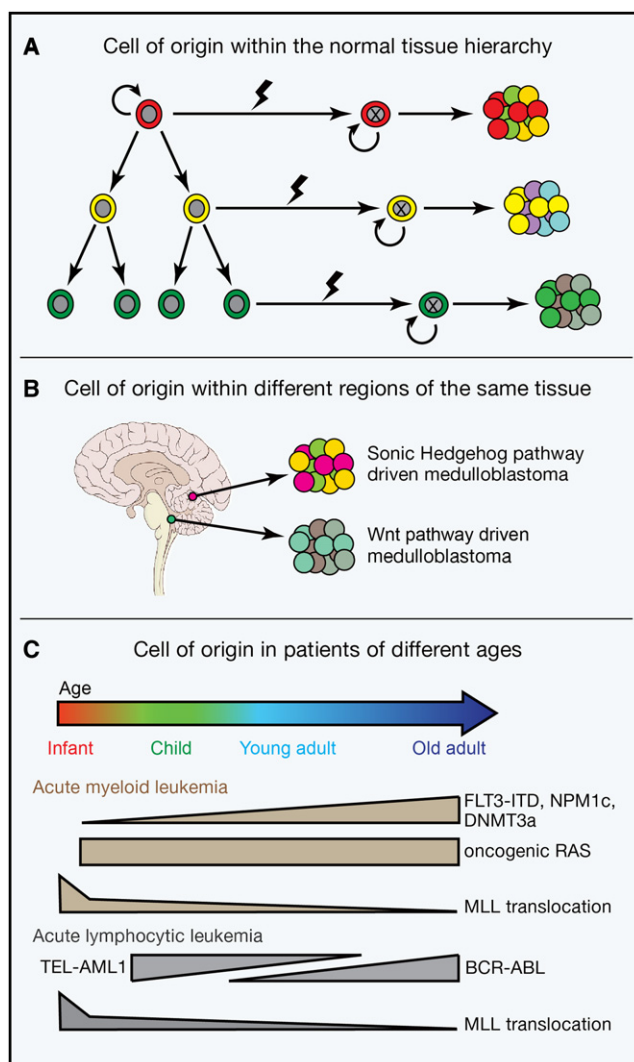 A Cell of origin within the normal tissue hierarchy
X
X
X
B Cell of origin within different regions of the same tissue
Sonic Hedgehog pathway
driven medulloblastoma
Wnt pathway driven
medulloblastoma
C Cell of origin in patients of different ages
Age
Infant Child Young adult Old adult
Acute myeloid leukemia
FLT3-ITD, NPM1c,
DNMT3a
oncogenic RAS
MLL translocation
Acute lymphocytic leukemia
TEL-AML1 BCR-ABL
MLL translocation